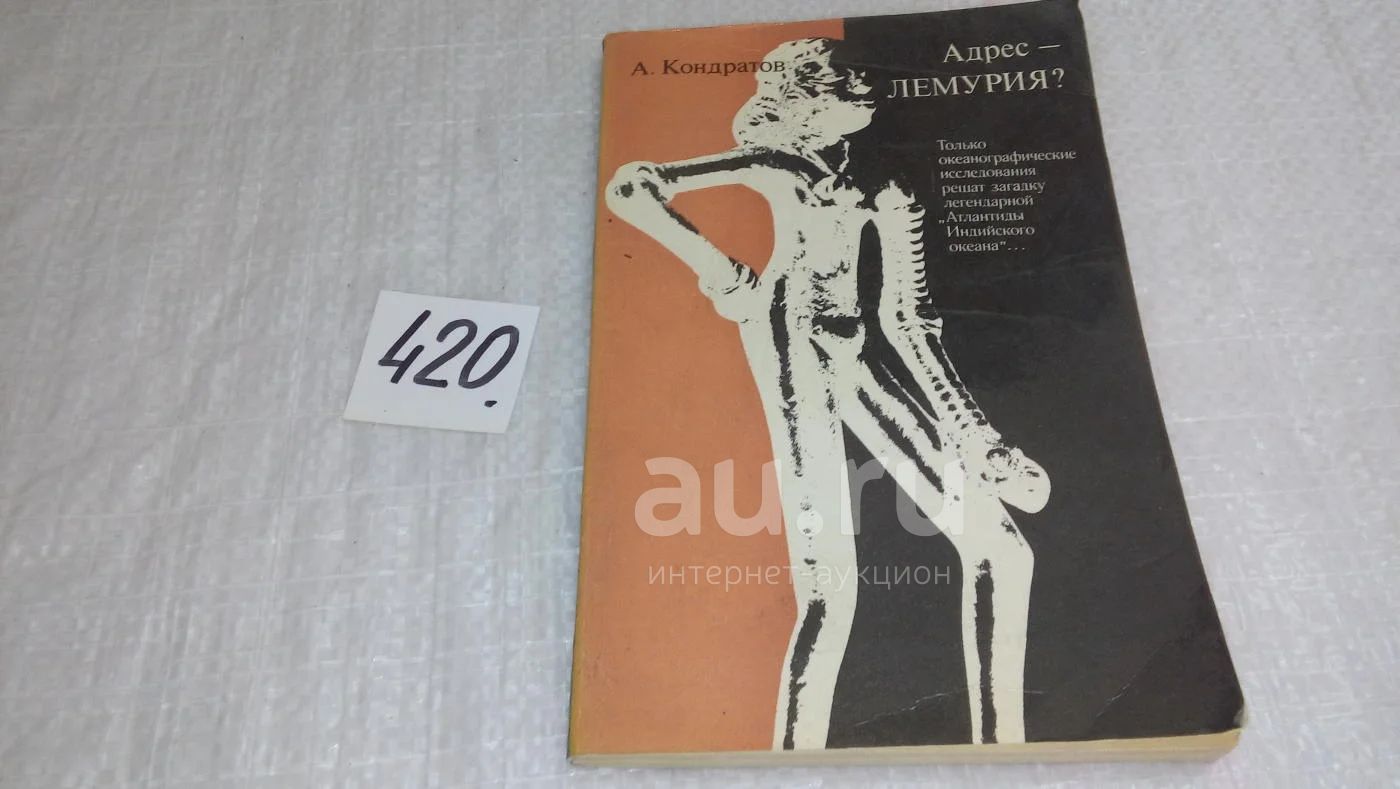 А. Кондратов
Адрес –
ЛЕМУРИЯ?
Только
океанографические
исследования
решат загадку
легендарной
„Атлантиды
Индийского
океана”...
420.
au.ru
интернет-аукцион